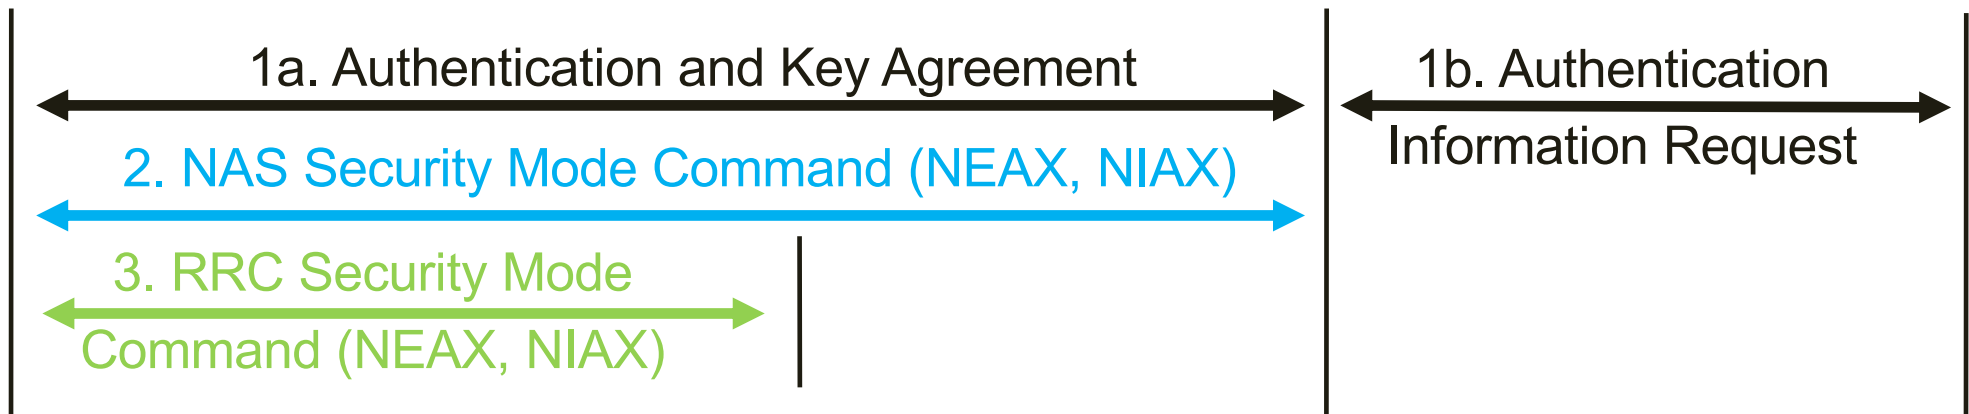 1a. Authentication and Key Agreement
1b. Authentication
Information Request
2. NAS Security Mode Command (NEAX, NIAX)
3. RRC Security Mode
Command (NEAX, NIAX)